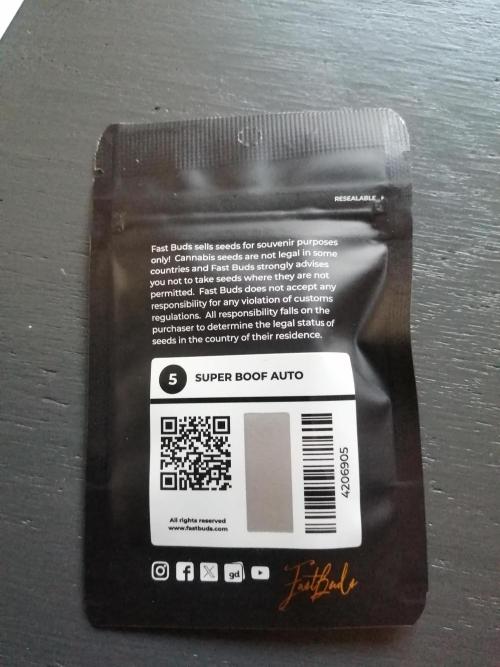 RESEALABLE
Fast Buds sells seeds for souvenir purposes
only! Cannabis seeds are not legal in some
countries and Fast Buds strongly advises
you not to take seeds where they are not
permitted. Fast Buds does not accept any
responsibility for any violation of customs
regulations. All responsibility falls on the
purchaser to determine the legal status of
seeds in the country of their residence.
5 SUPER BOOF AUTO
4206905
All rights reserved
www.fastbuds.com
gd
FastBuds